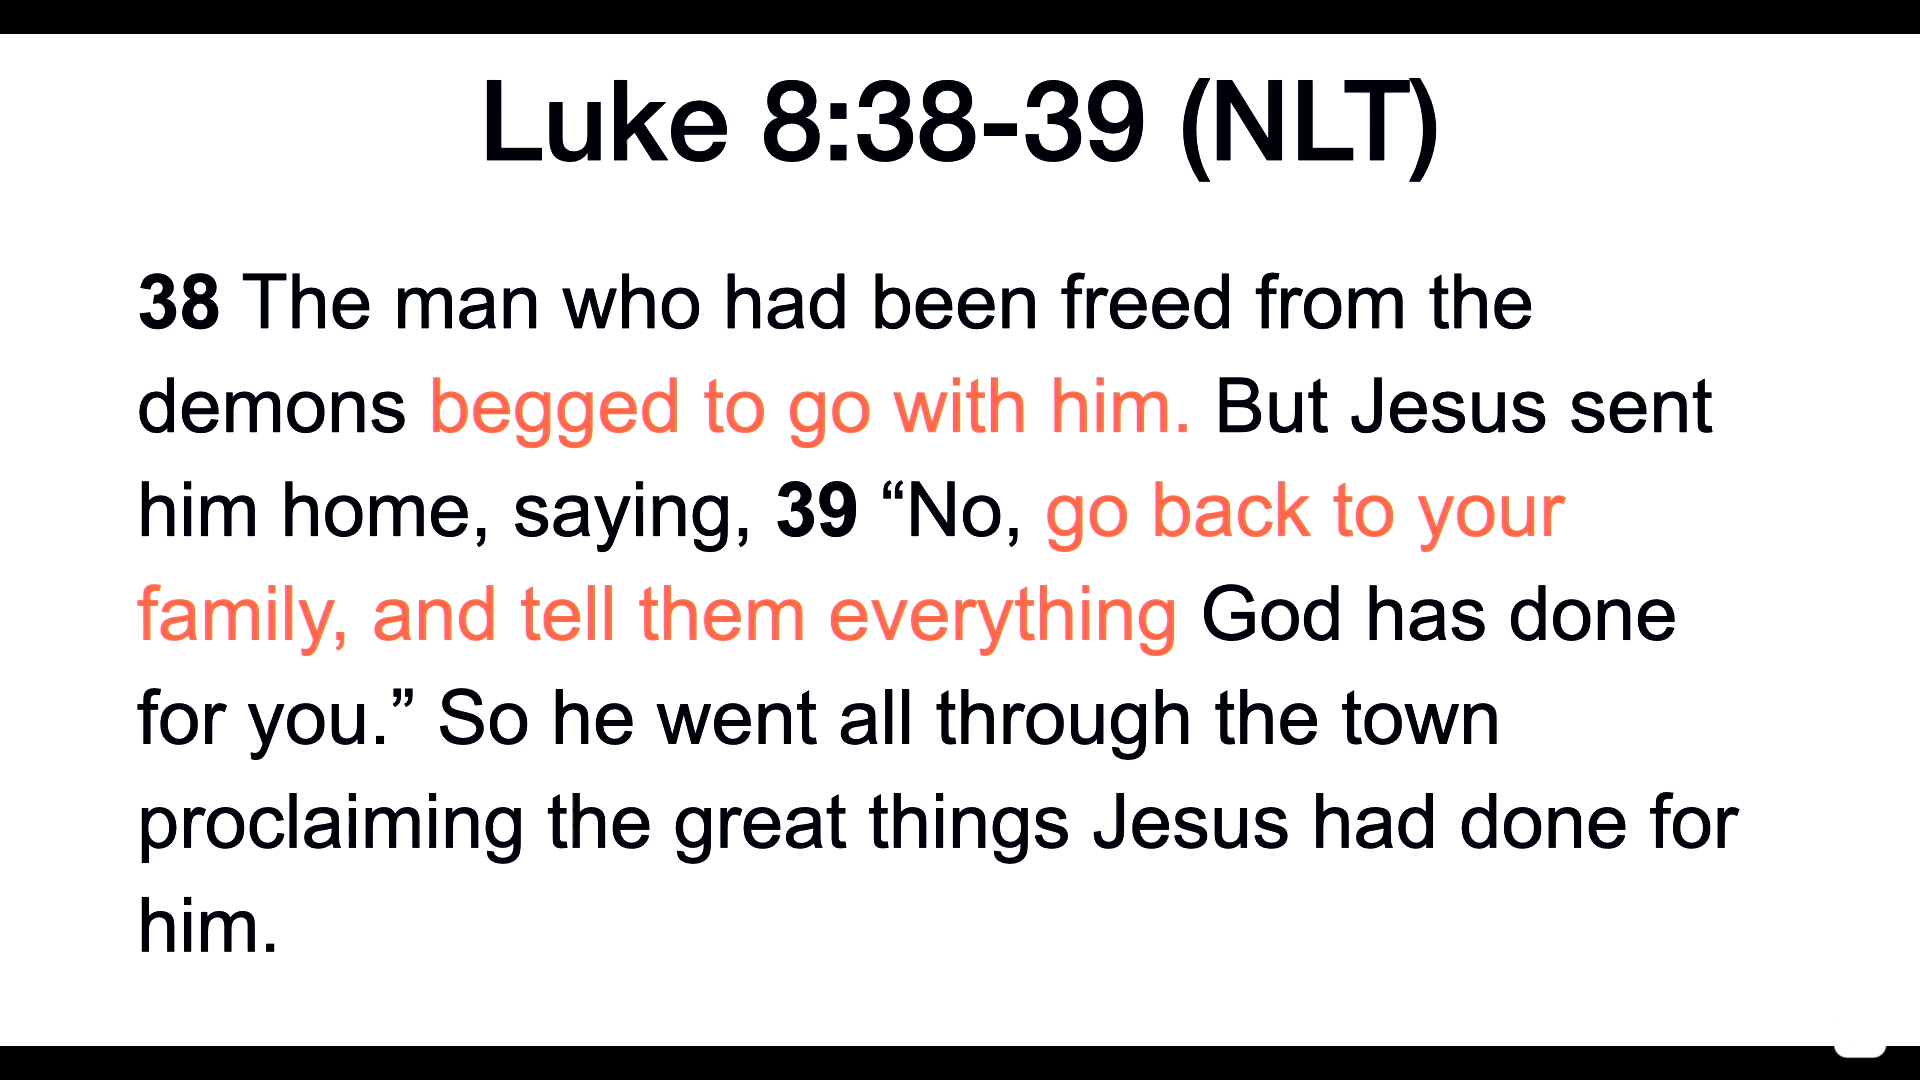 Luke 8:38-39 (NLT)
38 The man who had been freed from the
demons begged to go with him. But Jesus sent
him home, saying, 39 “No, go back to your
family, and tell them everything God has done
for you.” So he went all through the town
proclaiming the great things Jesus had done for
him.